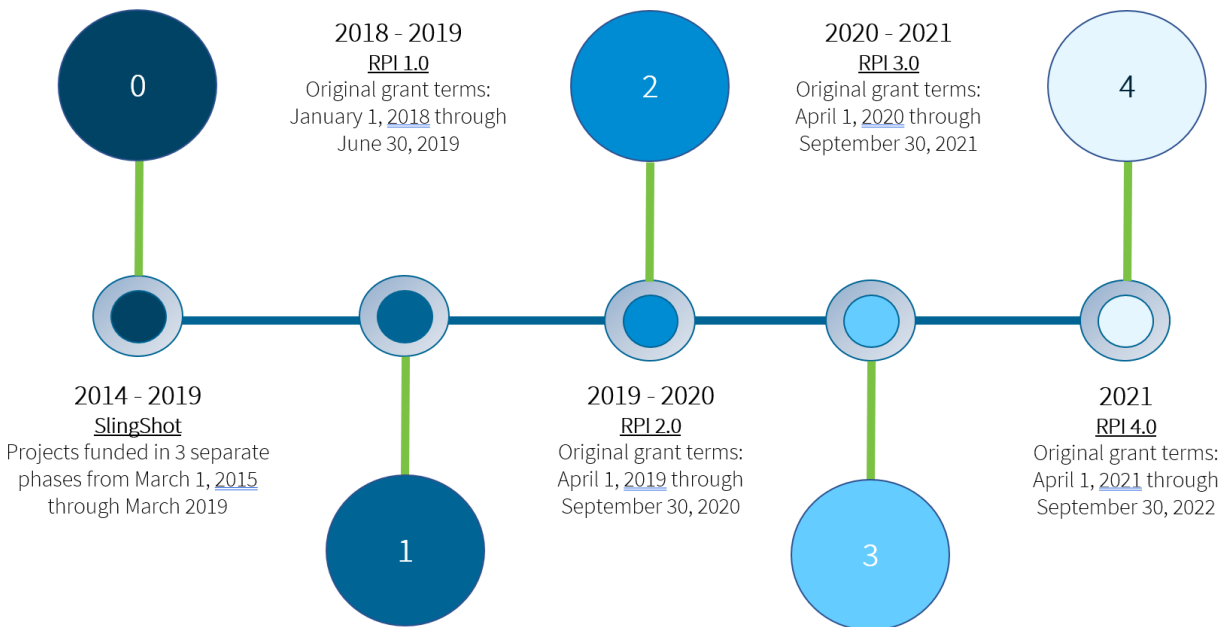 0
2014 - 2019
SlingShot
Projects funded in 3 separate
phases from March 1, 2015
through March 2019
2018 - 2019
RPI 1.0
Original grant terms:
January 1, 2018 through
June 30, 2019
1
2
2019 - 2020
RPI 2.0
Original grant terms:
April 1, 2019 through
September 30, 2020
2020 - 2021
RPI 3.0
Original grant terms:
April 1, 2020 through
September 30, 2021
3
4
2021
RPI 4.0
Original grant terms:
April 1, 2021 through
September 30, 2022